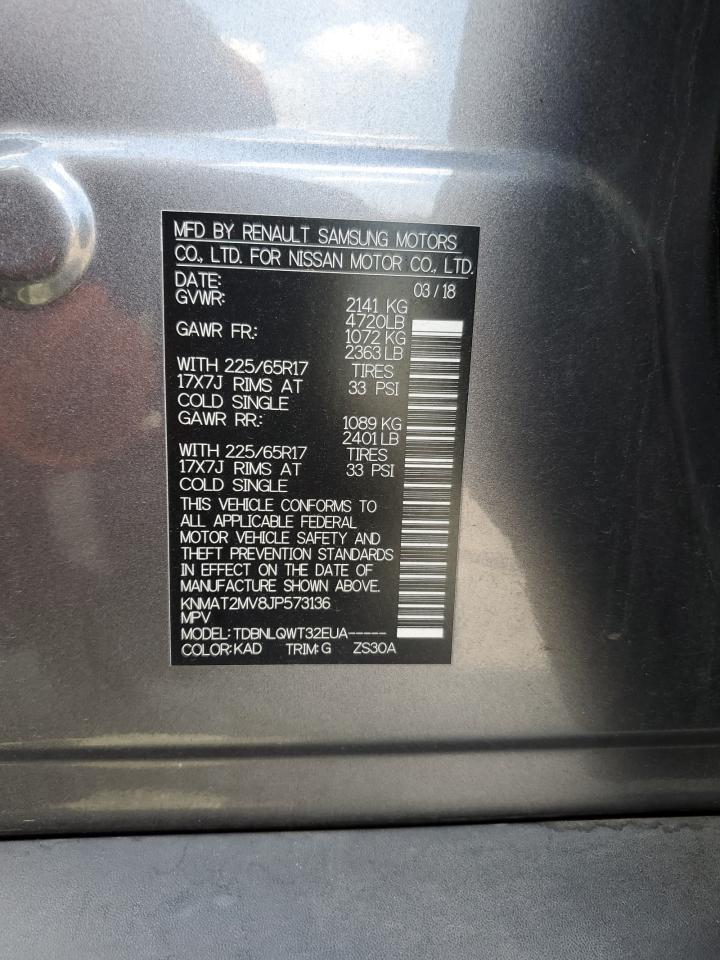 MFD BY RENAULT SAMSUNG MOTORS
CO., LTD. FOR NISSAN MOTOR CO., LTD.
DATE: 03/18
GVWR: 2141 KG
4720LB
GAWR FR.: 1072 KG
2363LB
WITH 225/65R17 TIRES
17X7J RIMS AT 33 PSI
COLD SINGLE
GAWR RR.: 1089 KG
2401LB
WITH 225/65R17 TIRES
17X7J RIMS AT 33 PSI
COLD SINGLE
THIS VEHICLE CONFORMS TO
ALL APPLICABLE FEDERAL
MOTOR VEHICLE SAFETY AND
THEFT PREVENTION STANDARDS
IN EFFECT ON THE DATE OF
MANUFACTURE SHOWN ABOVE.
KNMAT2MV8JP573136
MPV
MODEL: TDBNLQWT32EUA-----
COLOR:KAD TRIM:G ZS30A